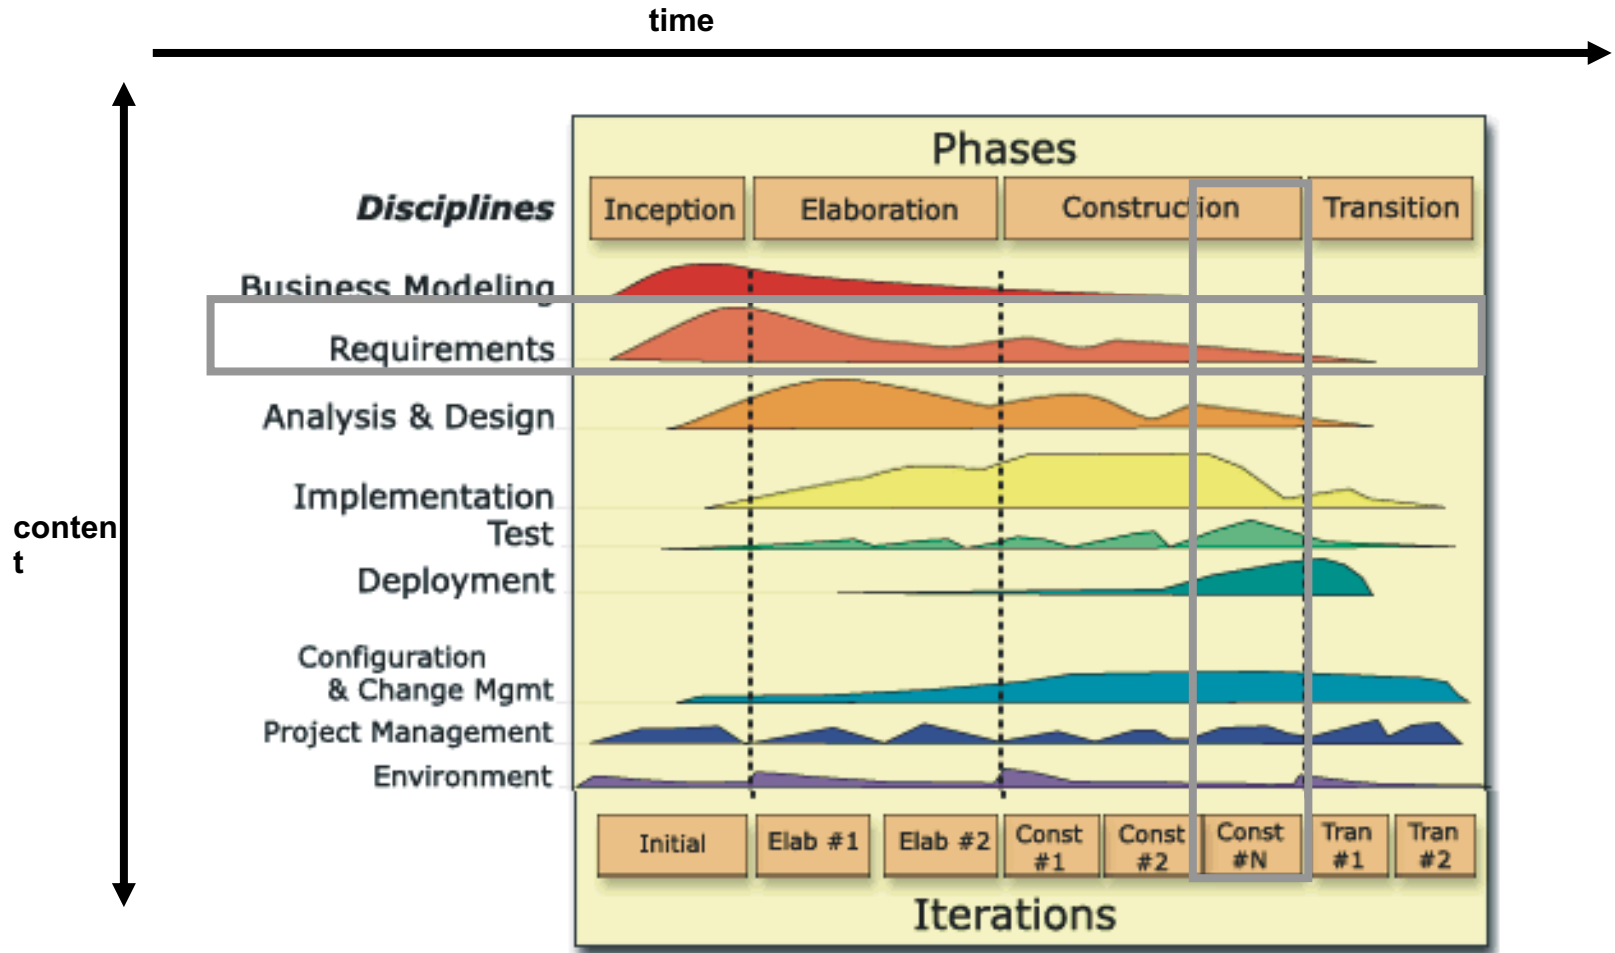 time
Phases
Disciplines
Inception
Elaboration
Construction
Transition
Business Modeling
Requirements
Analysis & Design
Implementation
conten
t
Test
Deployment
Configuration
& Change Mgmt
Project Management
Environment
Initial
Elab #1
Elab #2
Const
#1
Const
#2
Const
#N
Tran
#1
Tran
#2
Iterations